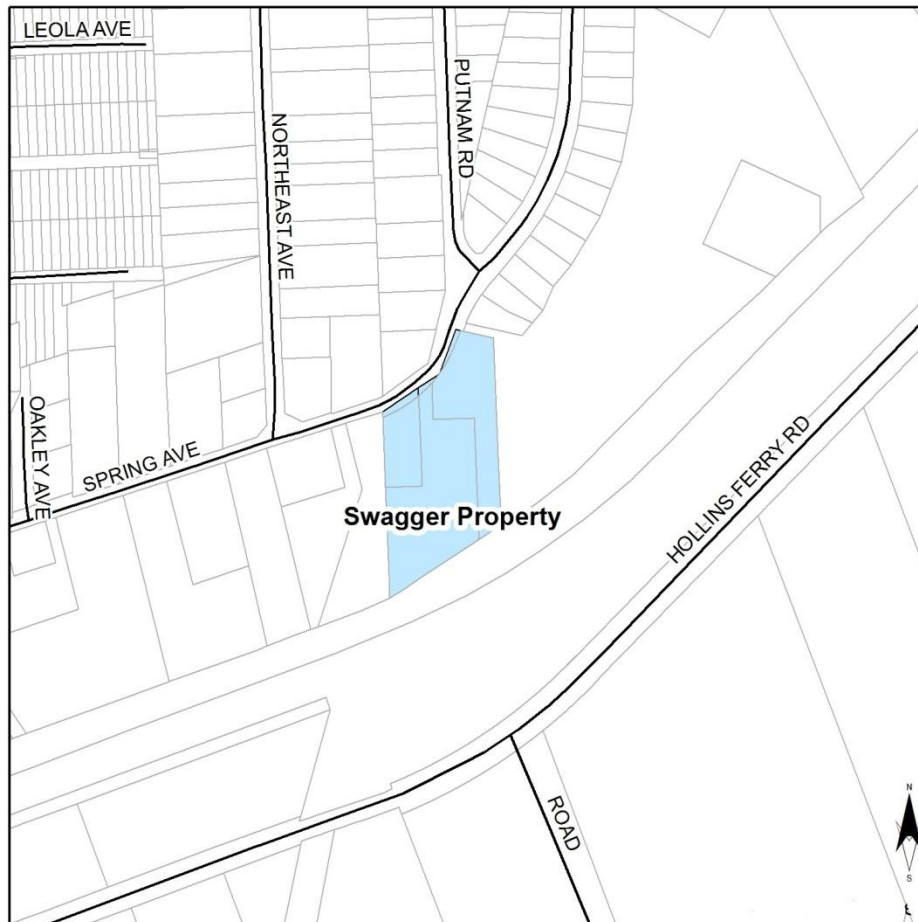 LEOLA AVE
PUTNAM RD
NORTHEAST AVE
OAKLEY AVE
SPRING AVE
Swagger Property
HOLLINS FERRY RD
ROAD
N
S